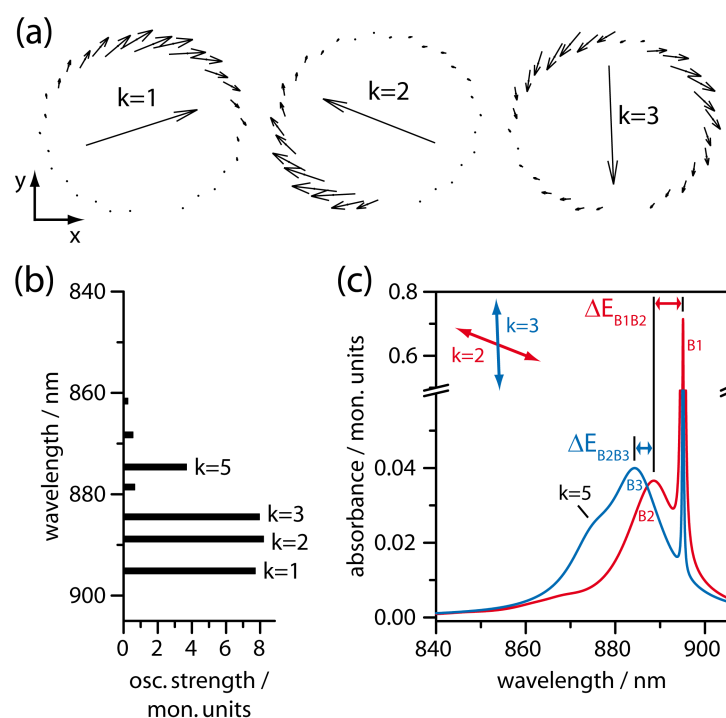 (a)
k=1
k=2
k=3
y
x
(b)
840
860
880
900
wavelength / nm
k=5
k=3
k=2
k=1
0 2 4 6 8
osc. strength /
mon. units
(c)
0.8
0.6
0.04
0.02
0.00
absorbance / mon. units
k=3
k=2
ΔE_B1B2
B1
ΔE_B2B3
B3
k=5
B2
840 860 880 900
wavelength / nm